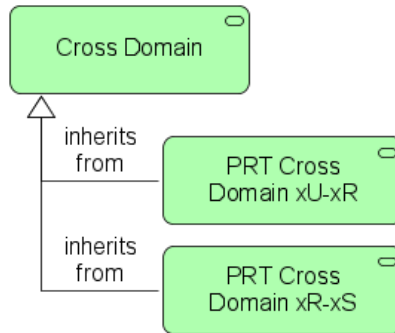 Cross Domain
inherits
from
PRT Cross
Domain xU-xR
inherits
from
PRT Cross
Domain xR-xS